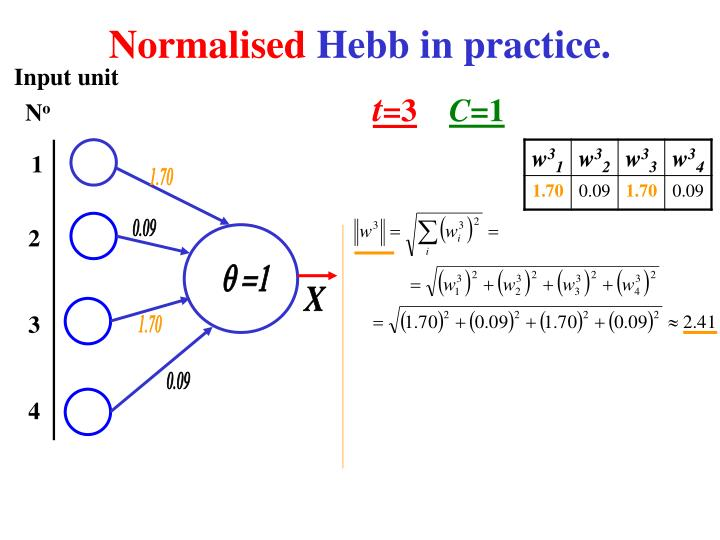 Normalised Hebb in practice.
Input unit
Nº
t=3 C=1
w³₁ w³₂ w³₃ w³₄
1.70 0.09 1.70 0.09
1
1.70
2
0.09
θ=1
X
3
1.70
0.09
4
‖w³‖ = √(∑ᵢ (wᵢ³)²) =
= √((w₁³)² + (w₂³)² + (w₃³)² + (w₄³)²)
= √((1.70)² + (0.09)² + (1.70)² + (0.09)²) ≈ 2.41